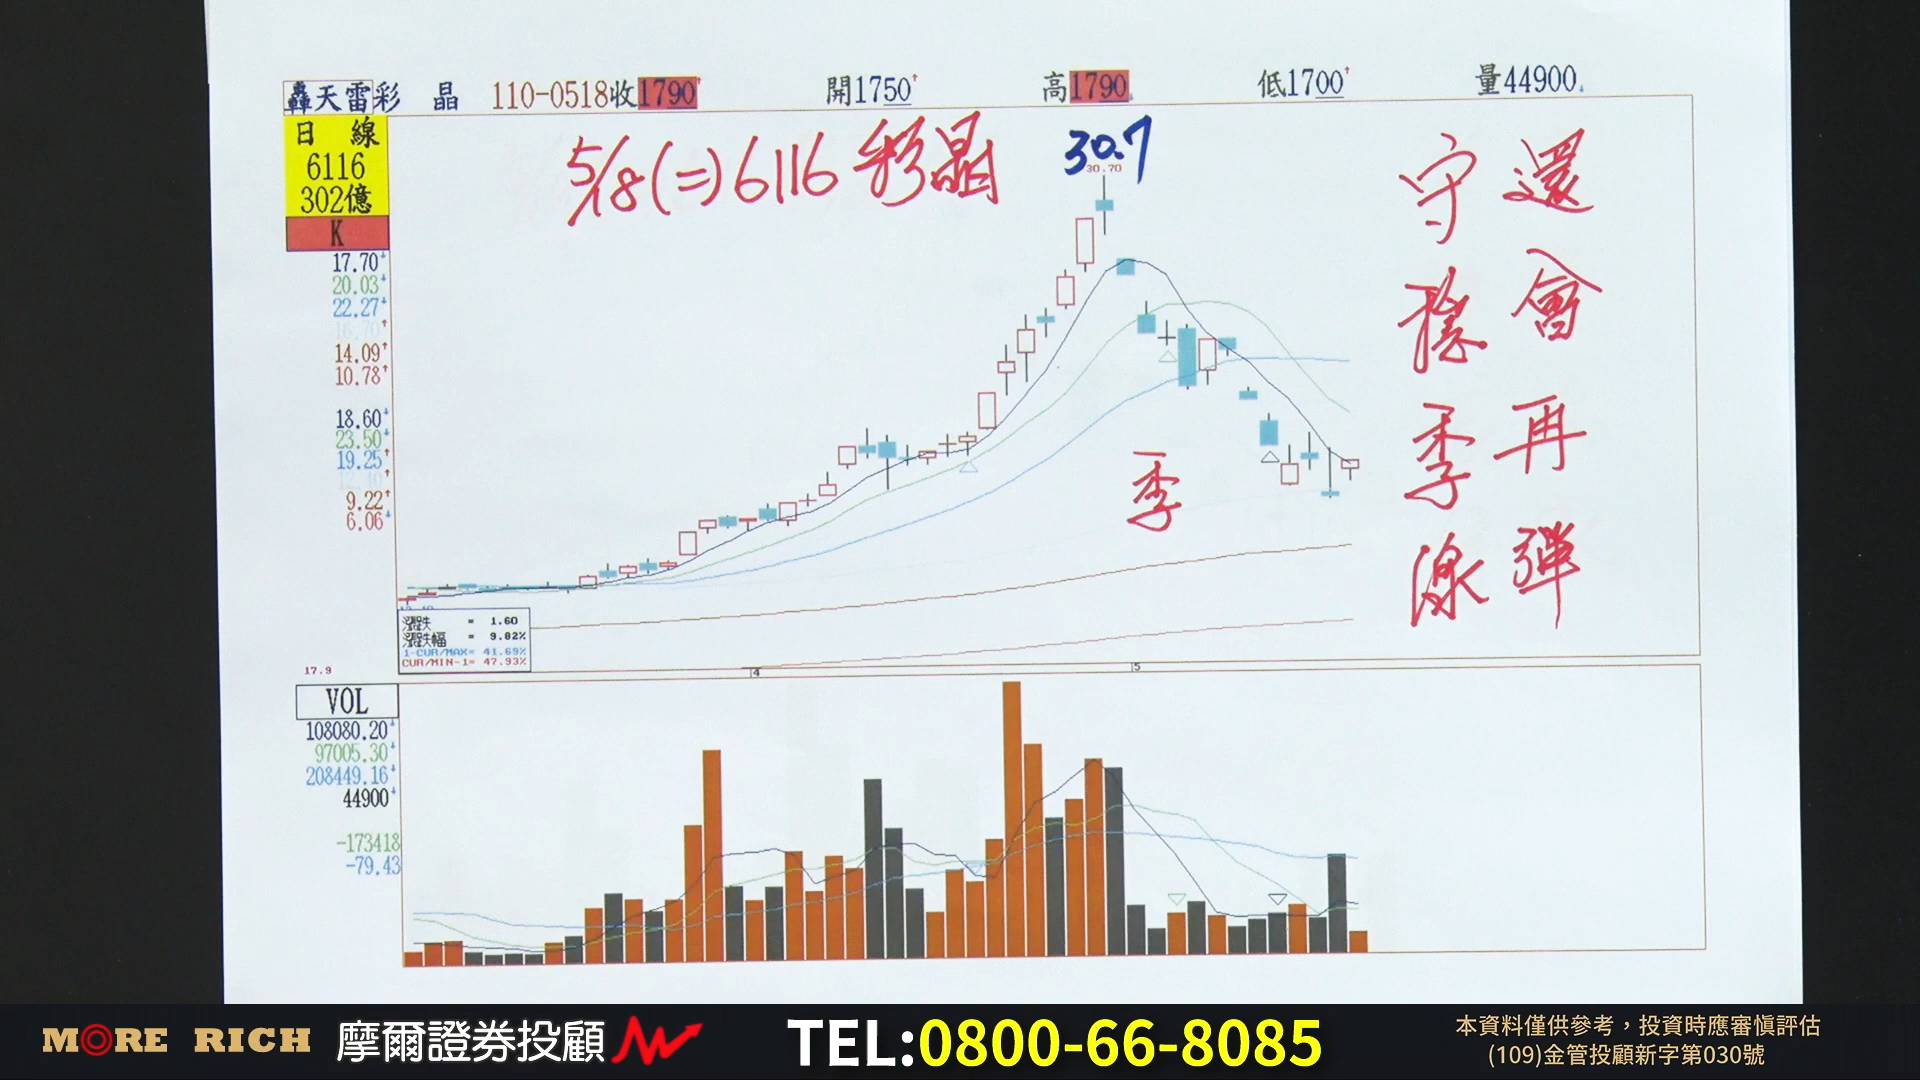 轟天雷彩 晶 110-0518收1790 開1750 高1790 低1700 量44900
日 線
6116
302億
K
17.70
20.03
22.27
16.70
14.09
10.78
18.60
23.50
19.25
12.40
9.22
6.06
5/18(二)6116 彩晶
30.7
30.70
還會再彈
守穩季線
季
漲跌 = 1.60
漲跌幅 = 9.82%
1-CUR/MAX= 41.69%
CUR/MIN-1= 47.93%
17.9
4
5
VOL
108080.20
97005.30
208449.16
44900
-173418
-79.43
MORE RICH 摩爾證券投顧
TEL:0800-66-8085
本資料僅供參考，投資時應審慎評估
(109)金管投顧新字第030號